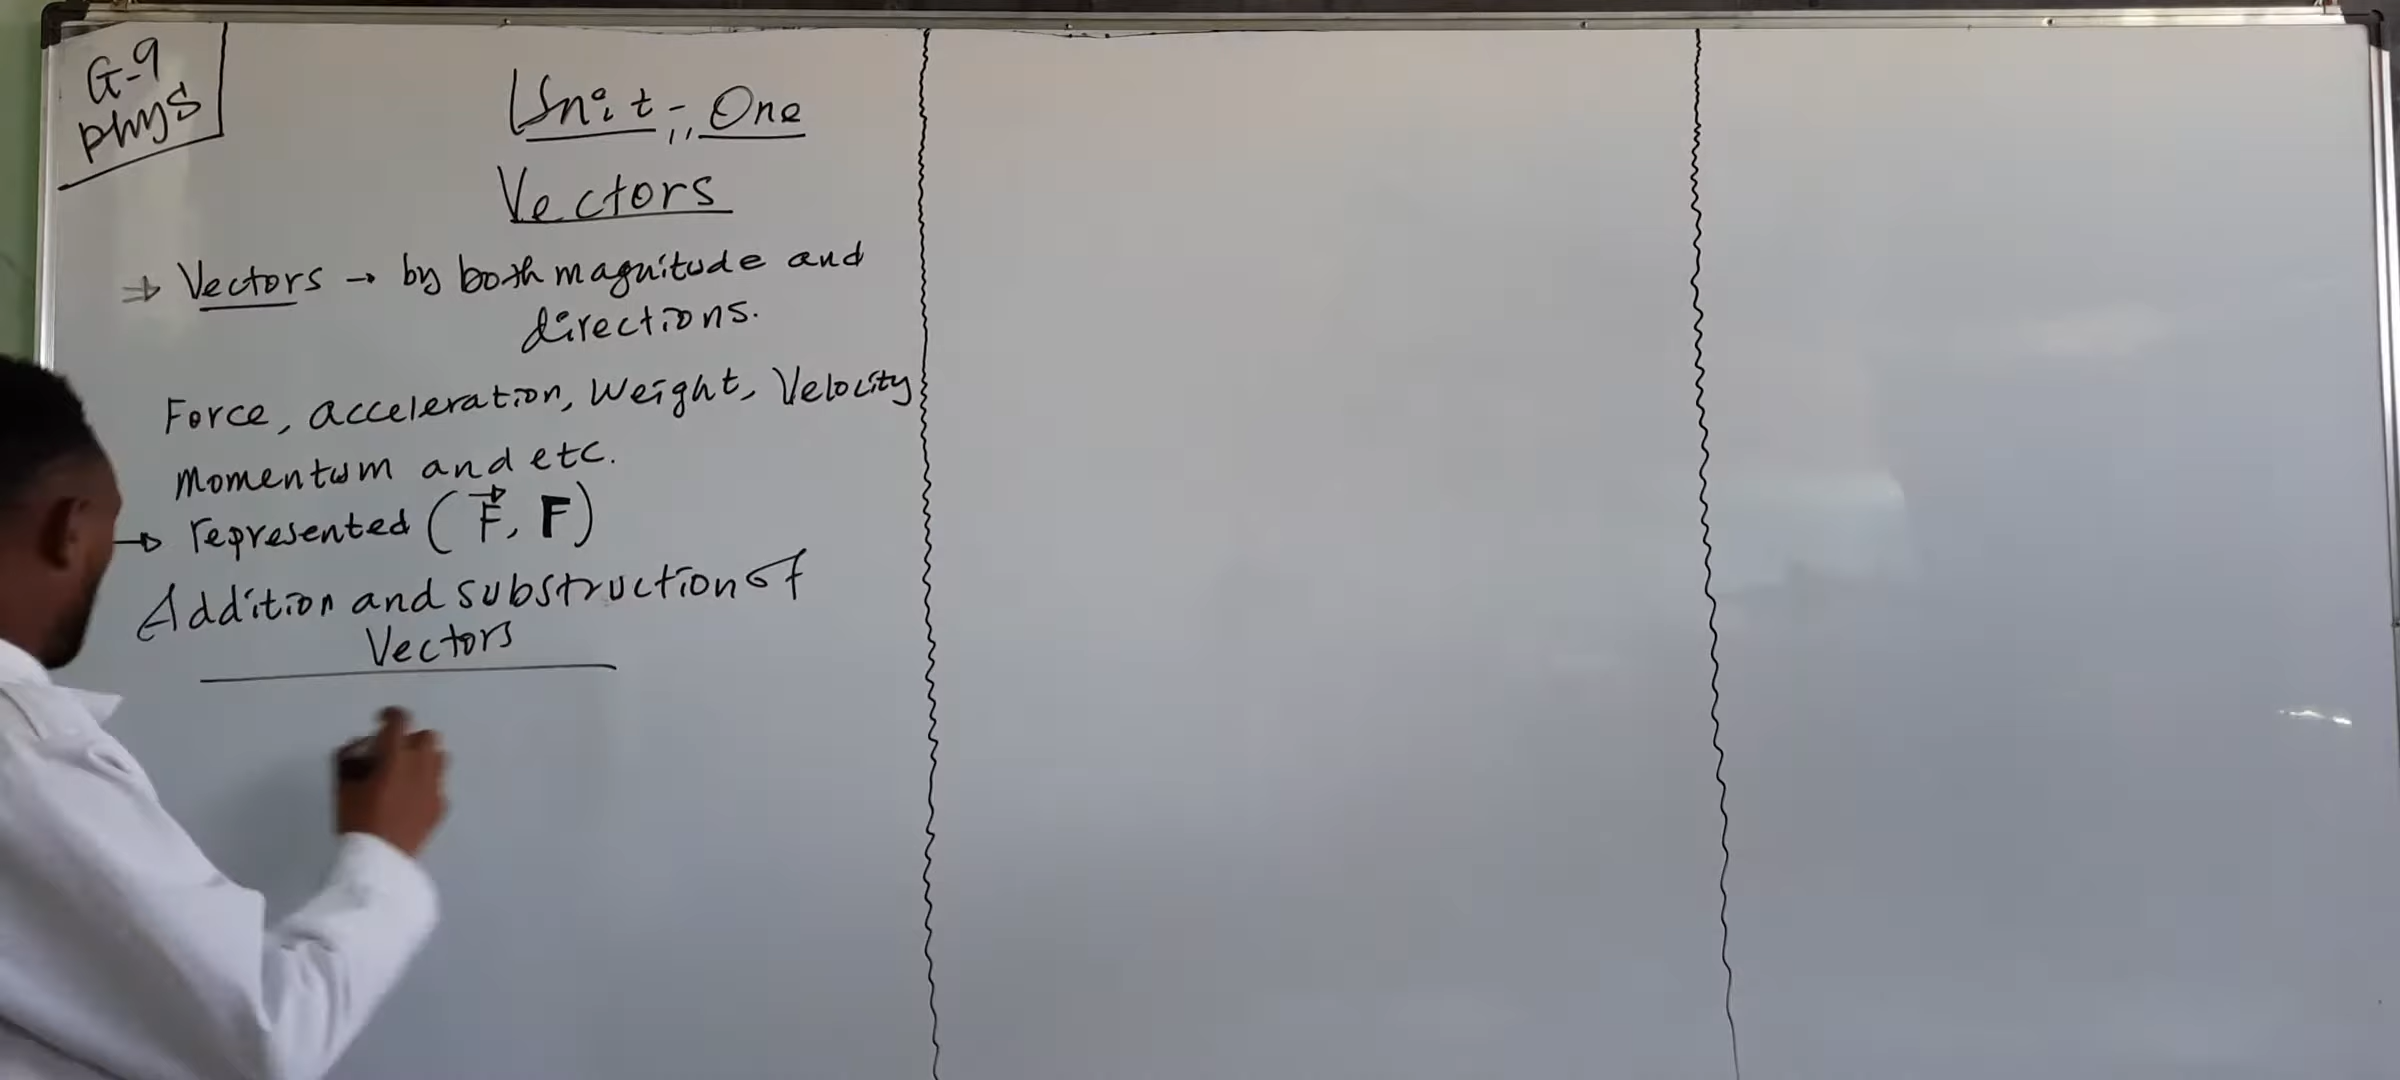 G-9
phys
Unit-,, One
Vectors
⇒ Vectors → by both magnitude and
directions.
Force, acceleration, Weight, Velocity
Momentum and etc.
→ represented (F⃗, F)
Addition and substruction of
Vectors